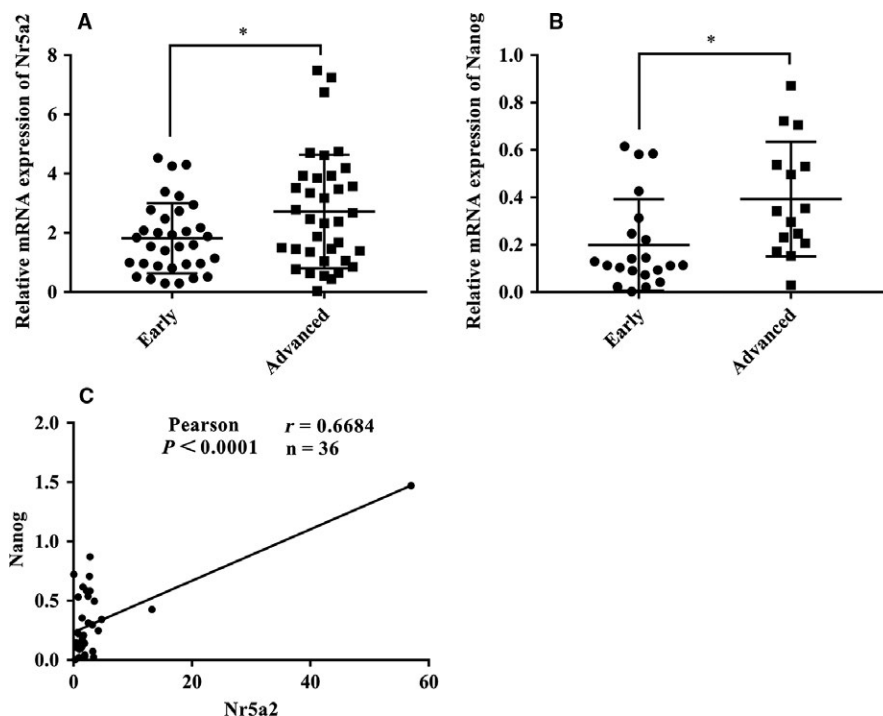 A
Relative mRNA expression of Nr5a2
8
6
4
2
0
*
Early
Advanced
B
Relative mRNA expression of Nanog
1.0
0.8
0.6
0.4
0.2
0.0
*
Early
Advanced
C
Pearson r = 0.6684
P < 0.0001 n = 36
Nanog
2.0
1.5
1.0
0.5
0.0
0 20 40 60
Nr5a2